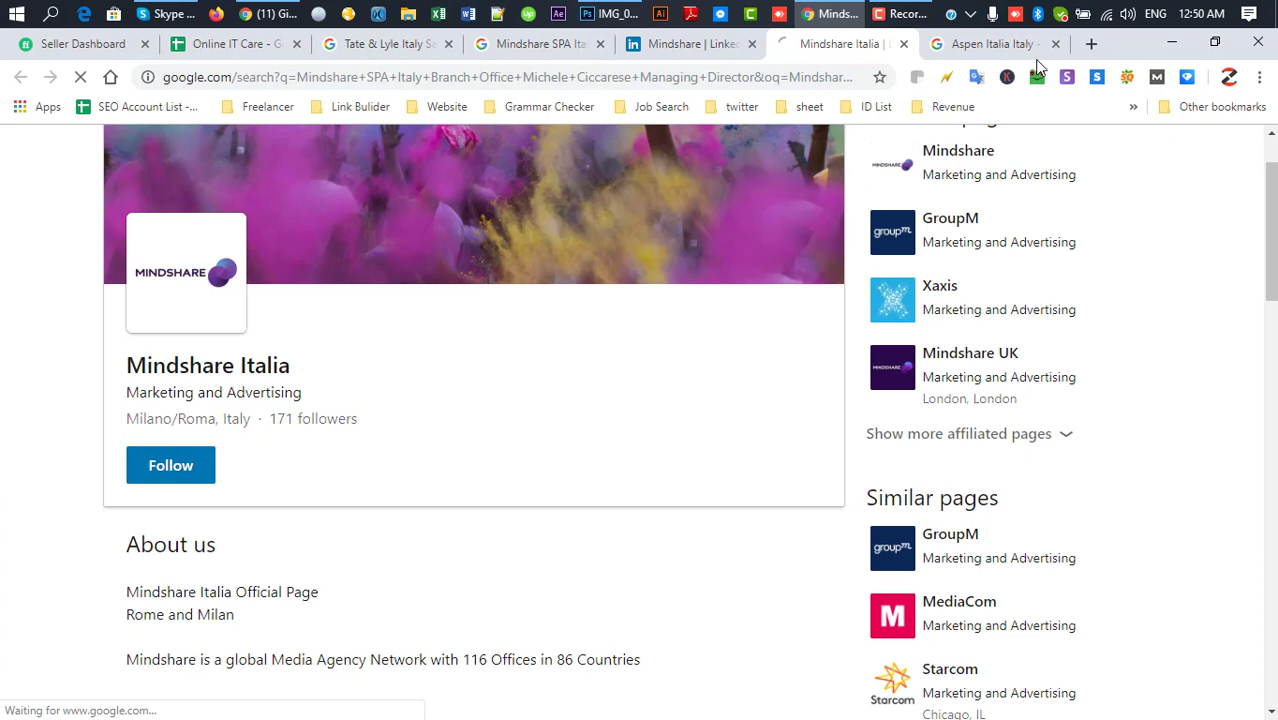 Skype ...
(11) G...
IMG_0...
Minds...
Recor...
ENG
12:50 AM
Seller Dashboard
Online IT Care - G
Tate & Lyle Italy Sa
Mindshare SPA Ita
Mindshare | Linke
Mindshare Italia |
Aspen Italia Italy -
google.com/search?q=Mindshare+SPA+Italy+Branch+Office+Michele+Ciccarese+Managing+Director&oq=Mindshar...
Apps
SEO Account List -...
Freelancer
Link Bulider
Website
Grammar Checker
Job Search
twitter
sheet
ID List
Revenue
»
Other bookmarks
MINDSHARE
Mindshare Italia
Marketing and Advertising
Milano/Roma, Italy · 171 followers
Follow
About us
Mindshare Italia Official Page
Rome and Milan
Mindshare is a global Media Agency Network with 116 Offices in 86 Countries
MINDSHARE
Mindshare
Marketing and Advertising
groupm
GroupM
Marketing and Advertising
Xaxis
Marketing and Advertising
MINDSHARE
Mindshare UK
Marketing and Advertising
London, London
Show more affiliated pages
Similar pages
groupm
GroupM
Marketing and Advertising
M
MediaCom
Marketing and Advertising
Starcom
Starcom
Marketing and Advertising
Chicago, IL
Waiting for www.google.com...